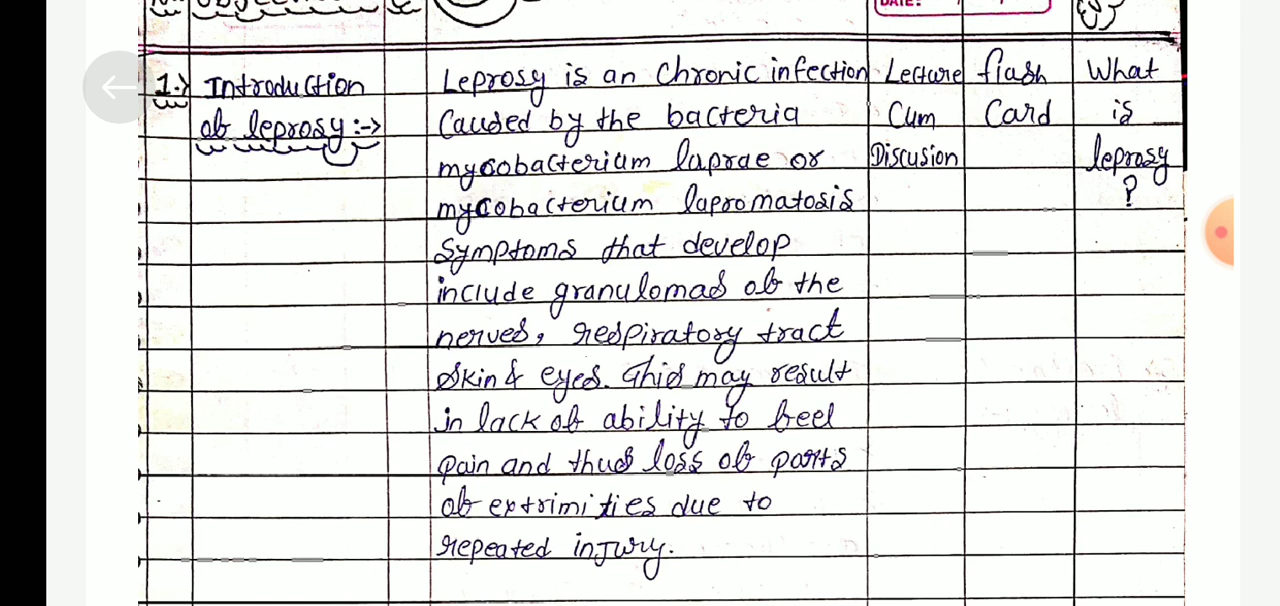 DATE:
1.) Introduction
of leprosy :->
Leprosy is an chronic infection
Caused by the bacteria
mycobacterium laprae or
mycobacterium lapromatosis
Symptoms that develop
include granulomas of the
nerves, respiratory tract
skin & eyes. This may result
in lack of ability to feel
pain and thus loss of parts
of extrimities due to
repeated injury.
Lecture
Cum
Discusion
flash
Card
What
is
leprosy
?